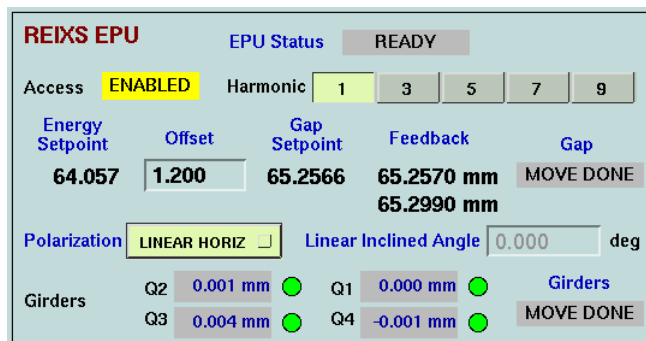 REIXS EPU EPU Status READY
Access ENABLED Harmonic 1 3 5 7 9
Energy Setpoint Offset Gap Setpoint Feedback Gap
64.057 1.200 65.2566 65.2570 mm MOVE DONE
65.2990 mm
Polarization LINEAR HORIZ Linear Inclined Angle 0.000 deg
Girders Q2 0.001 mm Q1 0.000 mm Girders
Q3 0.004 mm Q4 -0.001 mm MOVE DONE